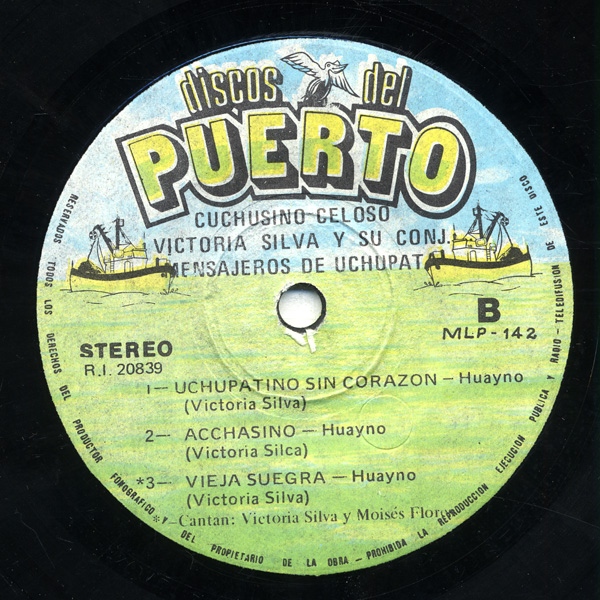 discos del
PUERTO
CUCHUSINO CELOSO
VICTORIA SILVA Y SU CONJ.
MENSAJEROS DE UCHUPATA
B
MLP-142
STEREO
R.I. 20839
1- UCHUPATINO SIN CORAZON - Huayno
(Victoria Silva)
2- ACCHASINO - Huayno
(Victoria Silca)
*3- VIEJA SUEGRA - Huayno
(Victoria Silva)
*-Cantan: Victoria Silva y Moisés Flores
RESERVADOS TODOS LOS DERECHOS DEL PRODUCTOR FONOGRAFICO Y DEL PROPIETARIO DE LA OBRA - PROHIBIDA LA REPRODUCCION EJECUCION PUBLICA Y RADIO - TELEDIFUSION DE ESTE DISCO